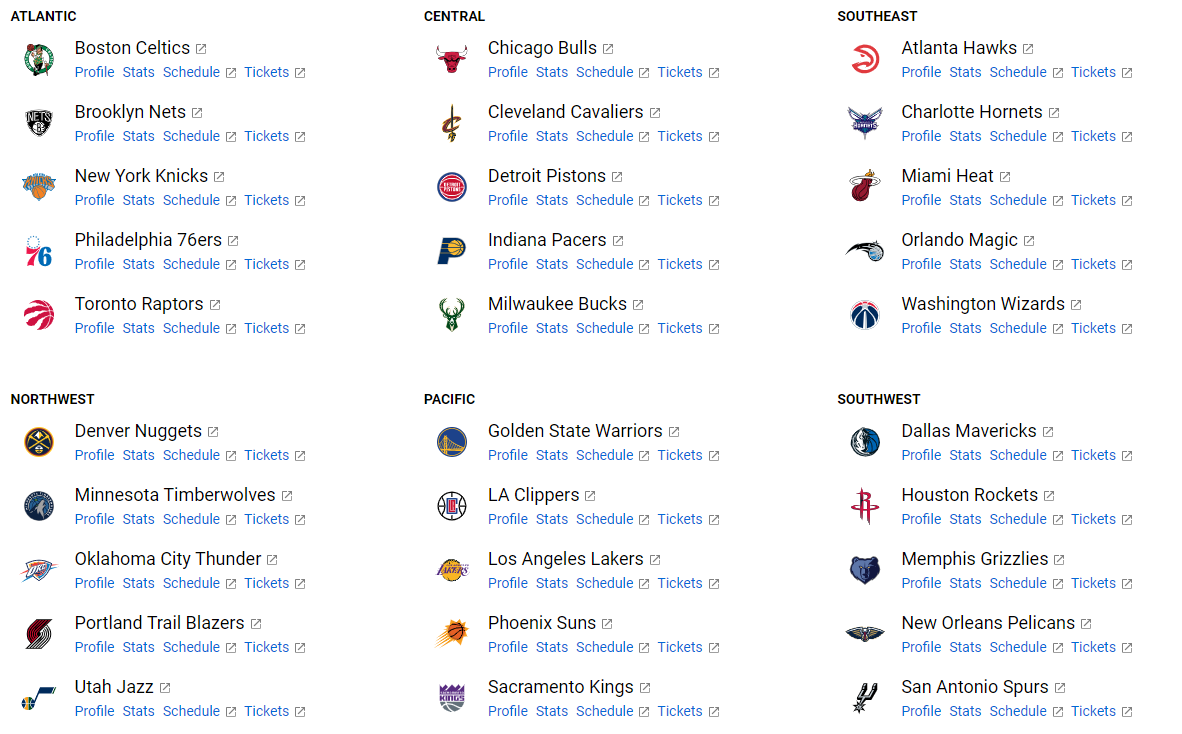 ATLANTIC
Boston Celtics
Profile Stats Schedule Tickets
Brooklyn Nets
Profile Stats Schedule Tickets
New York Knicks
Profile Stats Schedule Tickets
Philadelphia 76ers
Profile Stats Schedule Tickets
Toronto Raptors
Profile Stats Schedule Tickets
CENTRAL
Chicago Bulls
Profile Stats Schedule Tickets
Cleveland Cavaliers
Profile Stats Schedule Tickets
Detroit Pistons
Profile Stats Schedule Tickets
Indiana Pacers
Profile Stats Schedule Tickets
Milwaukee Bucks
Profile Stats Schedule Tickets
SOUTHEAST
Atlanta Hawks
Profile Stats Schedule Tickets
Charlotte Hornets
Profile Stats Schedule Tickets
Miami Heat
Profile Stats Schedule Tickets
Orlando Magic
Profile Stats Schedule Tickets
Washington Wizards
Profile Stats Schedule Tickets
NORTHWEST
Denver Nuggets
Profile Stats Schedule Tickets
Minnesota Timberwolves
Profile Stats Schedule Tickets
Oklahoma City Thunder
Profile Stats Schedule Tickets
Portland Trail Blazers
Profile Stats Schedule Tickets
Utah Jazz
Profile Stats Schedule Tickets
PACIFIC
Golden State Warriors
Profile Stats Schedule Tickets
LA Clippers
Profile Stats Schedule Tickets
Los Angeles Lakers
Profile Stats Schedule Tickets
Phoenix Suns
Profile Stats Schedule Tickets
Sacramento Kings
Profile Stats Schedule Tickets
SOUTHWEST
Dallas Mavericks
Profile Stats Schedule Tickets
Houston Rockets
Profile Stats Schedule Tickets
Memphis Grizzlies
Profile Stats Schedule Tickets
New Orleans Pelicans
Profile Stats Schedule Tickets
San Antonio Spurs
Profile Stats Schedule Tickets
NETS
76
LAKERS
KINGS